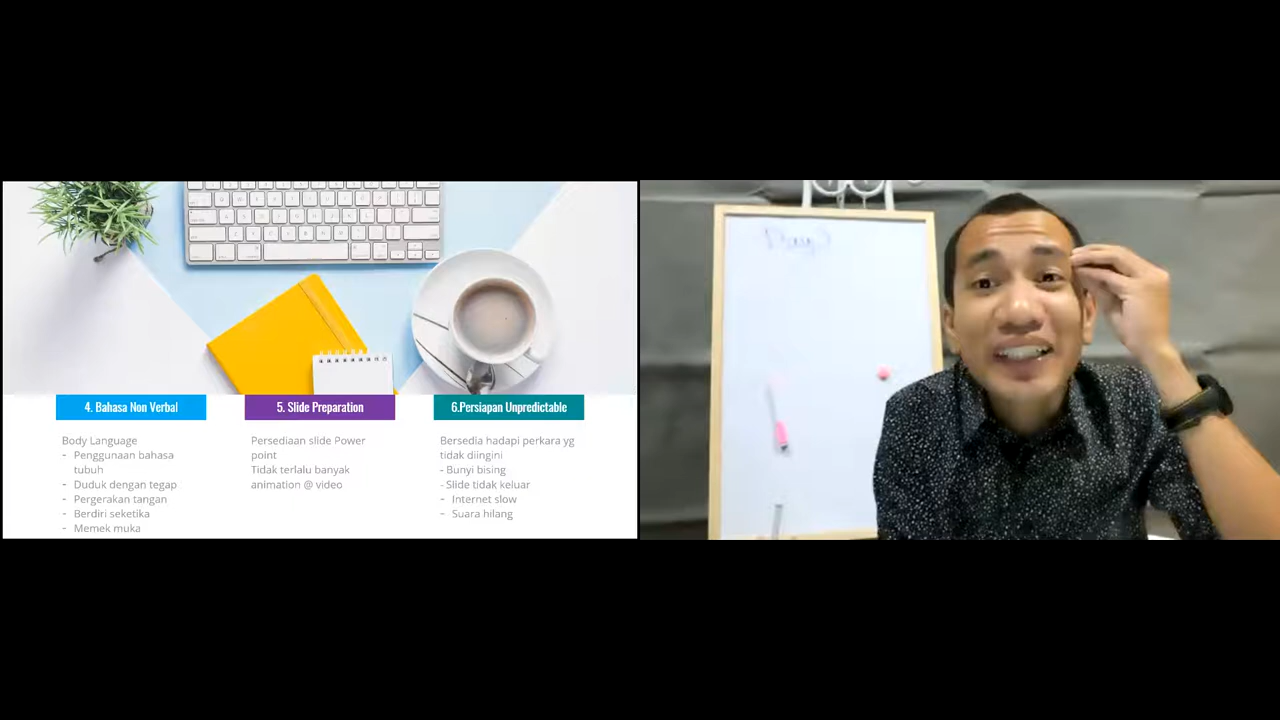 4. Bahasa Non Verbal
Body Language
- Penggunaan bahasa
tubuh
- Duduk dengan tegap
- Pergerakan tangan
- Berdiri seketika
- Memek muka
5. Slide Preparation
Persediaan slide Power
point
Tidak terlalu banyak
animation @ video
6.Persiapan Unpredictable
Bersedia hadapi perkara yg
tidak diingini
- Bunyi bising
- Slide tidak keluar
- Internet slow
- Suara hilang